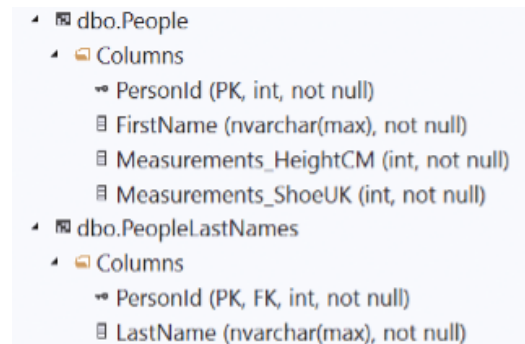 dbo.People
Columns
PersonId (PK, int, not null)
FirstName (nvarchar(max), not null)
Measurements_HeightCM (int, not null)
Measurements_ShoeUK (int, not null)
dbo.PeopleLastNames
Columns
PersonId (PK, FK, int, not null)
LastName (nvarchar(max), not null)